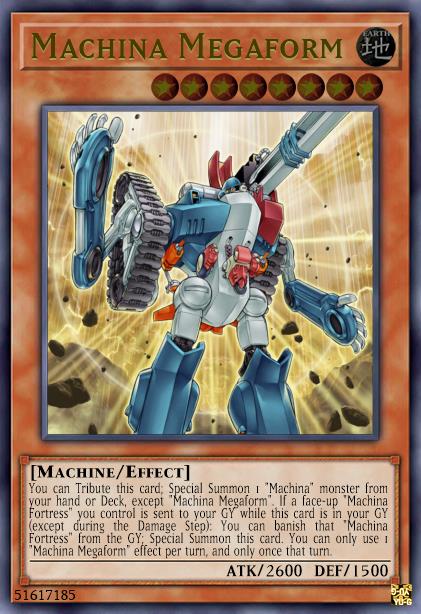 MACHINA MEGAFORM
EARTH
地
[MACHINE/EFFECT]
You can Tribute this card; Special Summon 1 "Machina" monster from
your hand or Deck, except "Machina Megaform". If a face-up "Machina
Fortress" you control is sent to your GY while this card is in your GY
(except during the Damage Step): You can banish that "Machina
Fortress" from the GY; Special Summon this card. You can only use 1
"Machina Megaform" effect per turn, and only once that turn.
ATK/2600 DEF/1500
51617185